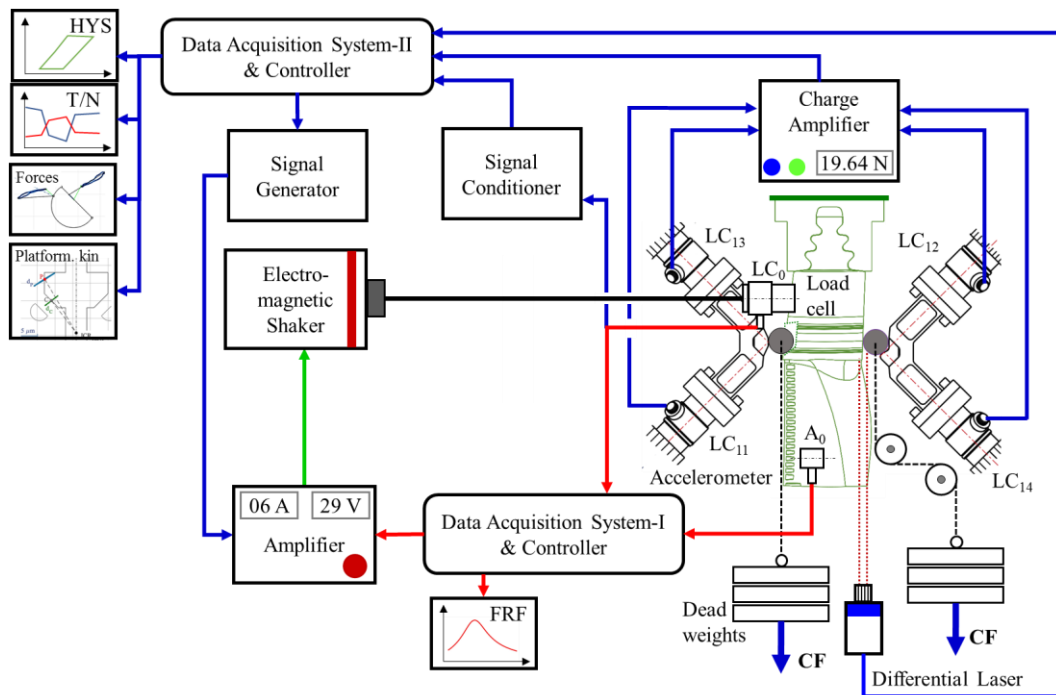 HYS
T/N
Forces
Platform. kin
5 μm
Data Acquisition System-II
& Controller
Signal
Generator
Signal
Conditioner
Charge
Amplifier
19.64 N
Electro-
magnetic
Shaker
LC13
LC0
Load
cell
LC12
LC11
A0
Accelerometer
LC14
06 A
29 V
Amplifier
Data Acquisition System-I
& Controller
FRF
Dead
weights
CF
CF
Differential Laser